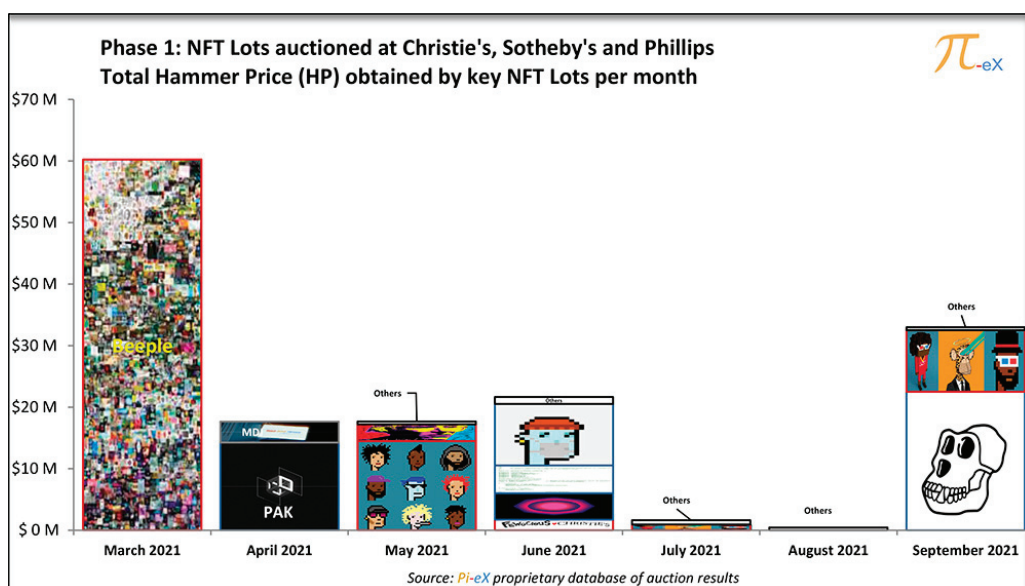 Phase 1: NFT Lots auctioned at Christie's, Sotheby's and Phillips
Total Hammer Price (HP) obtained by key NFT Lots per month
π-eX
$70 M
$60 M
$50 M
$40 M
$30 M
$20 M
$10 M
$ 0 M
Beeple
MD
PAK
Others
Others
Others
Others
Others
March 2021
April 2021
May 2021
June 2021
July 2021
August 2021
September 2021
Source: Pi-eX proprietary database of auction results